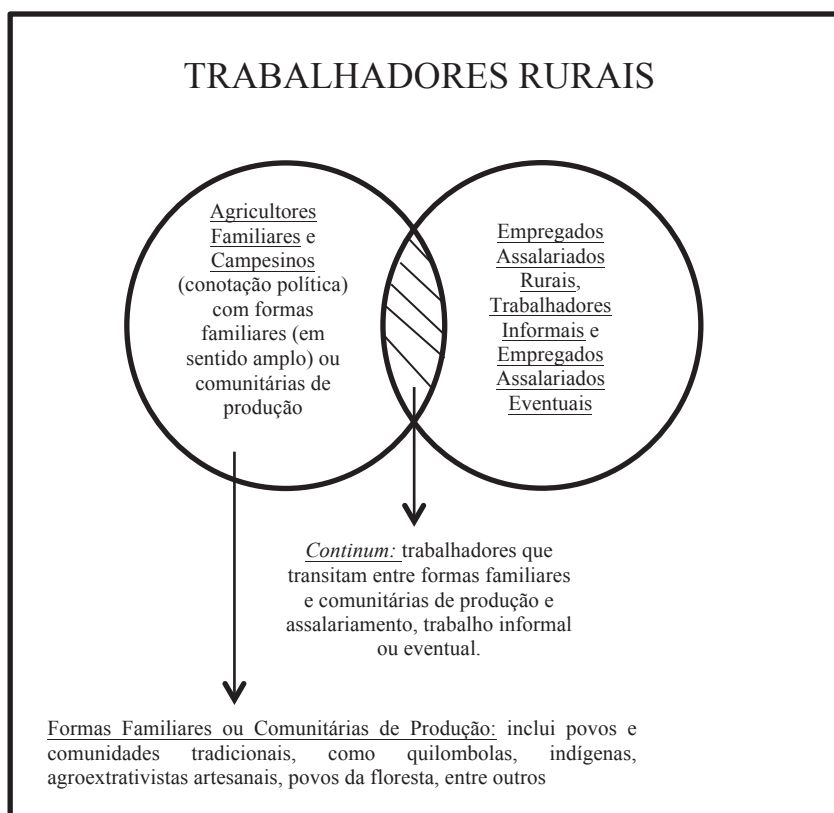 TRABALHADORES RURAIS
Agricultores
Familiares e
Campesinos
(conotação política)
com formas
familiares (em
sentido amplo) ou
comunitárias de
produção
Empregados
Assalariados
Rurais,
Trabalhadores
Informais e
Empregados
Assalariados
Eventuais
Continum: trabalhadores que
transitam entre formas familiares
e comunitárias de produção e
assalariamento, trabalho informal
ou eventual.
Formas Familiares ou Comunitárias de Produção: inclui povos e
comunidades tradicionais, como quilombolas, indígenas,
agroextrativistas artesanais, povos da floresta, entre outros